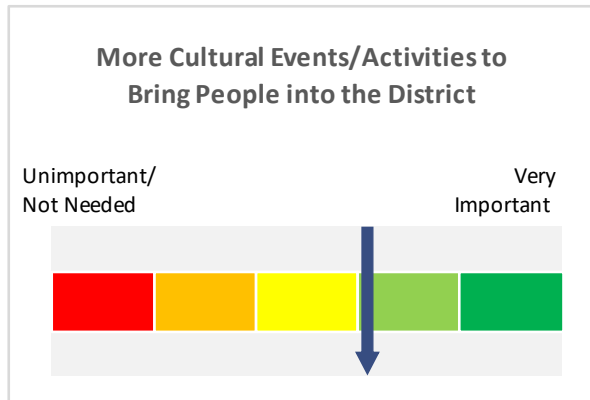 More Cultural Events/Activities to
Bring People into the District
Unimportant/
Not Needed
Very
Important